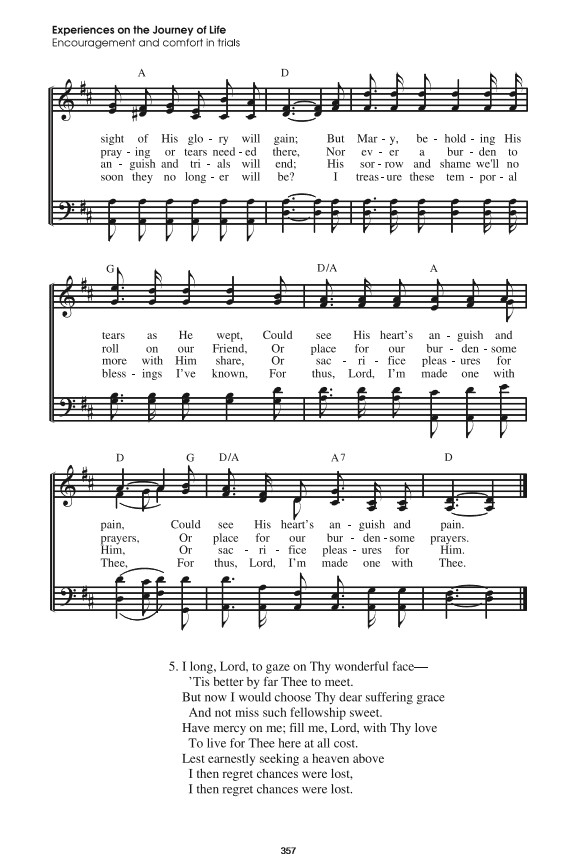 Experiences on the Journey of Life
Encouragement and comfort in trials
A D
sight of His glo - ry will gain; But Mar - y, be - hold - ing His
pray - ing or tears need - ed there, Nor ev - er a bur - den to
an - guish and tri - als will end; His sor - row and shame we'll no
soon they no long - er will be? I treas - ure these tem - por - al
G D/A A
tears as He wept, Could see His heart's an - guish and
roll on our Friend, Or place for our bur - den - some
more with Him share, Or sac - ri - fice pleas - ures for
bless - ings I've known, For thus, Lord, I'm made one with
D G D/A A7 D
pain, Could see His heart's an - guish and pain.
prayers, Or place for our bur - den - some prayers.
Him, Or sac - ri - fice pleas - ures for Him.
Thee, For thus, Lord, I'm made one with Thee.
5. I long, Lord, to gaze on Thy wonderful face—
'Tis better by far Thee to meet.
But now I would choose Thy dear suffering grace
And not miss such fellowship sweet.
Have mercy on me; fill me, Lord, with Thy love
To live for Thee here at all cost.
Lest earnestly seeking a heaven above
I then regret chances were lost,
I then regret chances were lost.
357